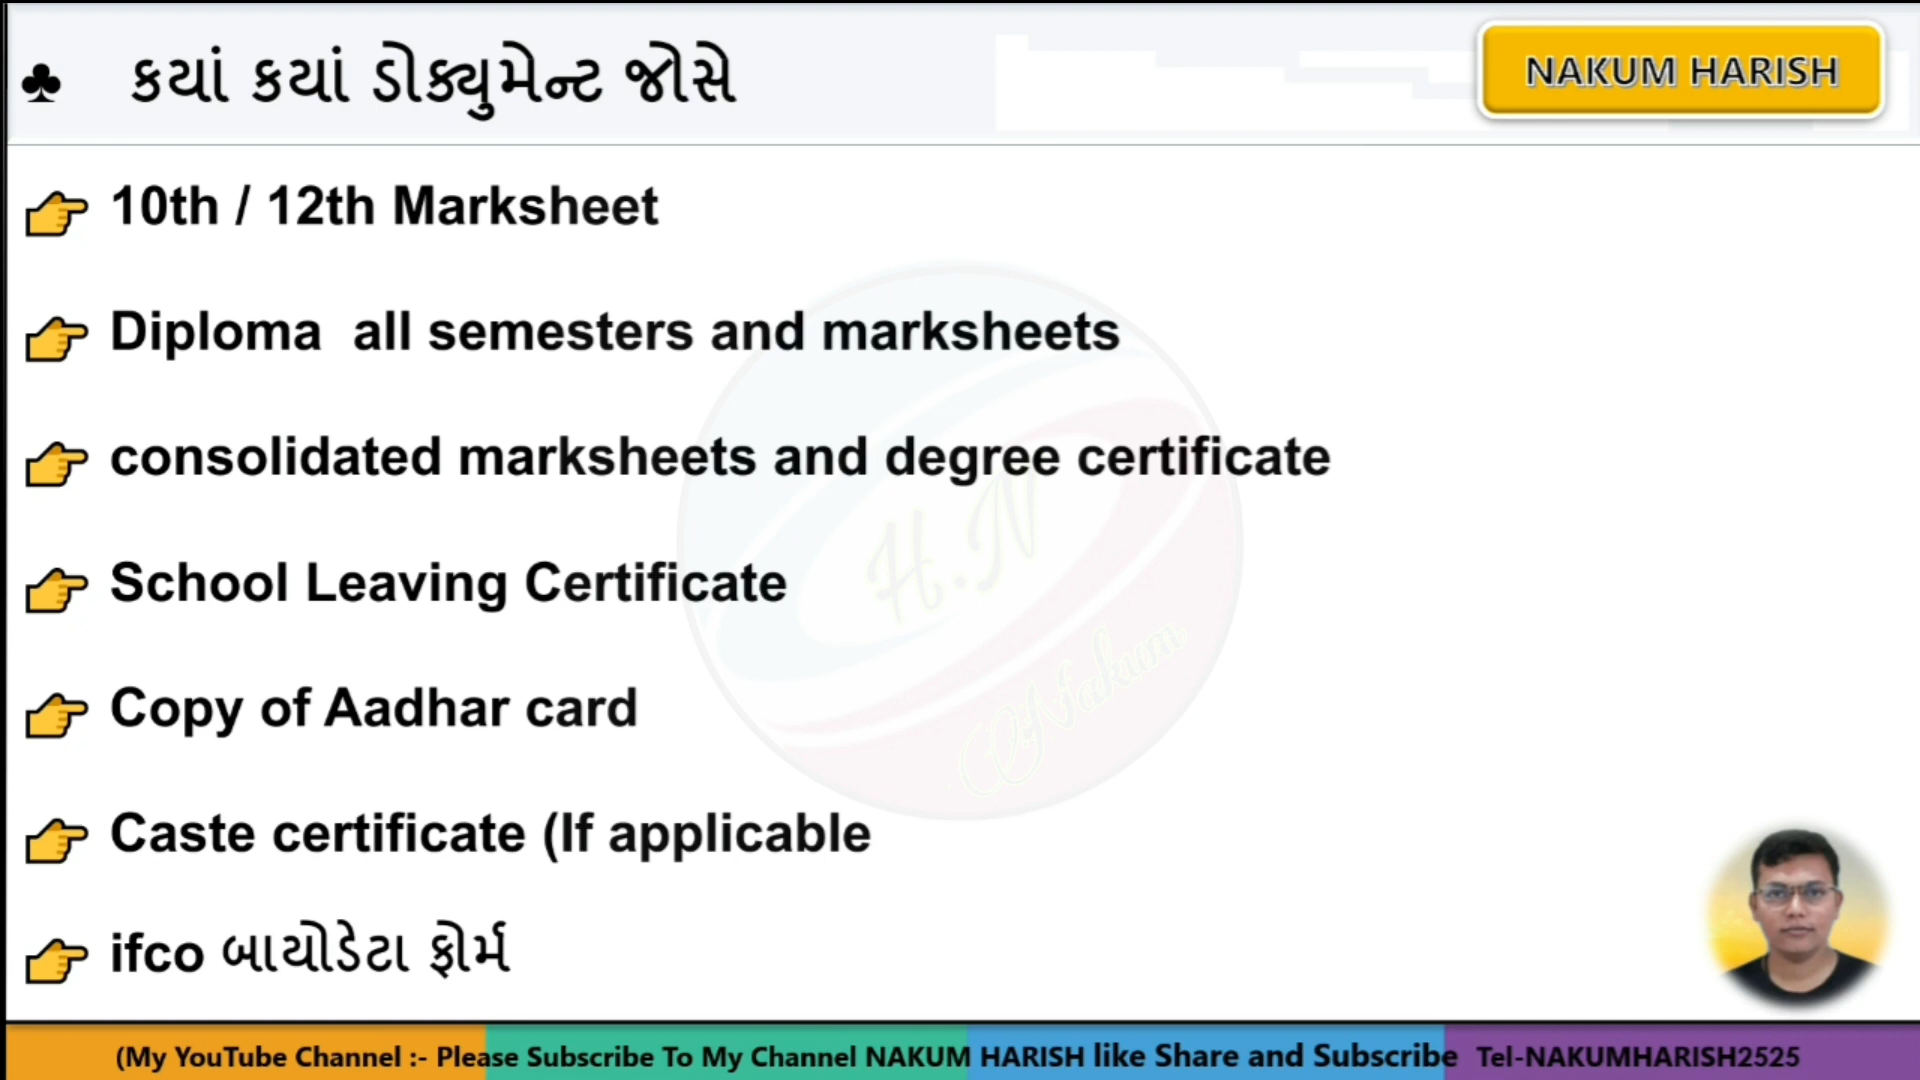 ♣ કયાં કયાં ડોક્યુમેન્ટ જોસે
NAKUM HARISH
👉 10th / 12th Marksheet
👉 Diploma all semesters and marksheets
👉 consolidated marksheets and degree certificate
👉 School Leaving Certificate
👉 Copy of Aadhar card
👉 Caste certificate (If applicable
👉 ifco બાયોડેટા ફોર્મ
H.N
Nakum
(My YouTube Channel :- Please Subscribe To My Channel NAKUM HARISH like Share and Subscribe Tel-NAKUMHARISH2525